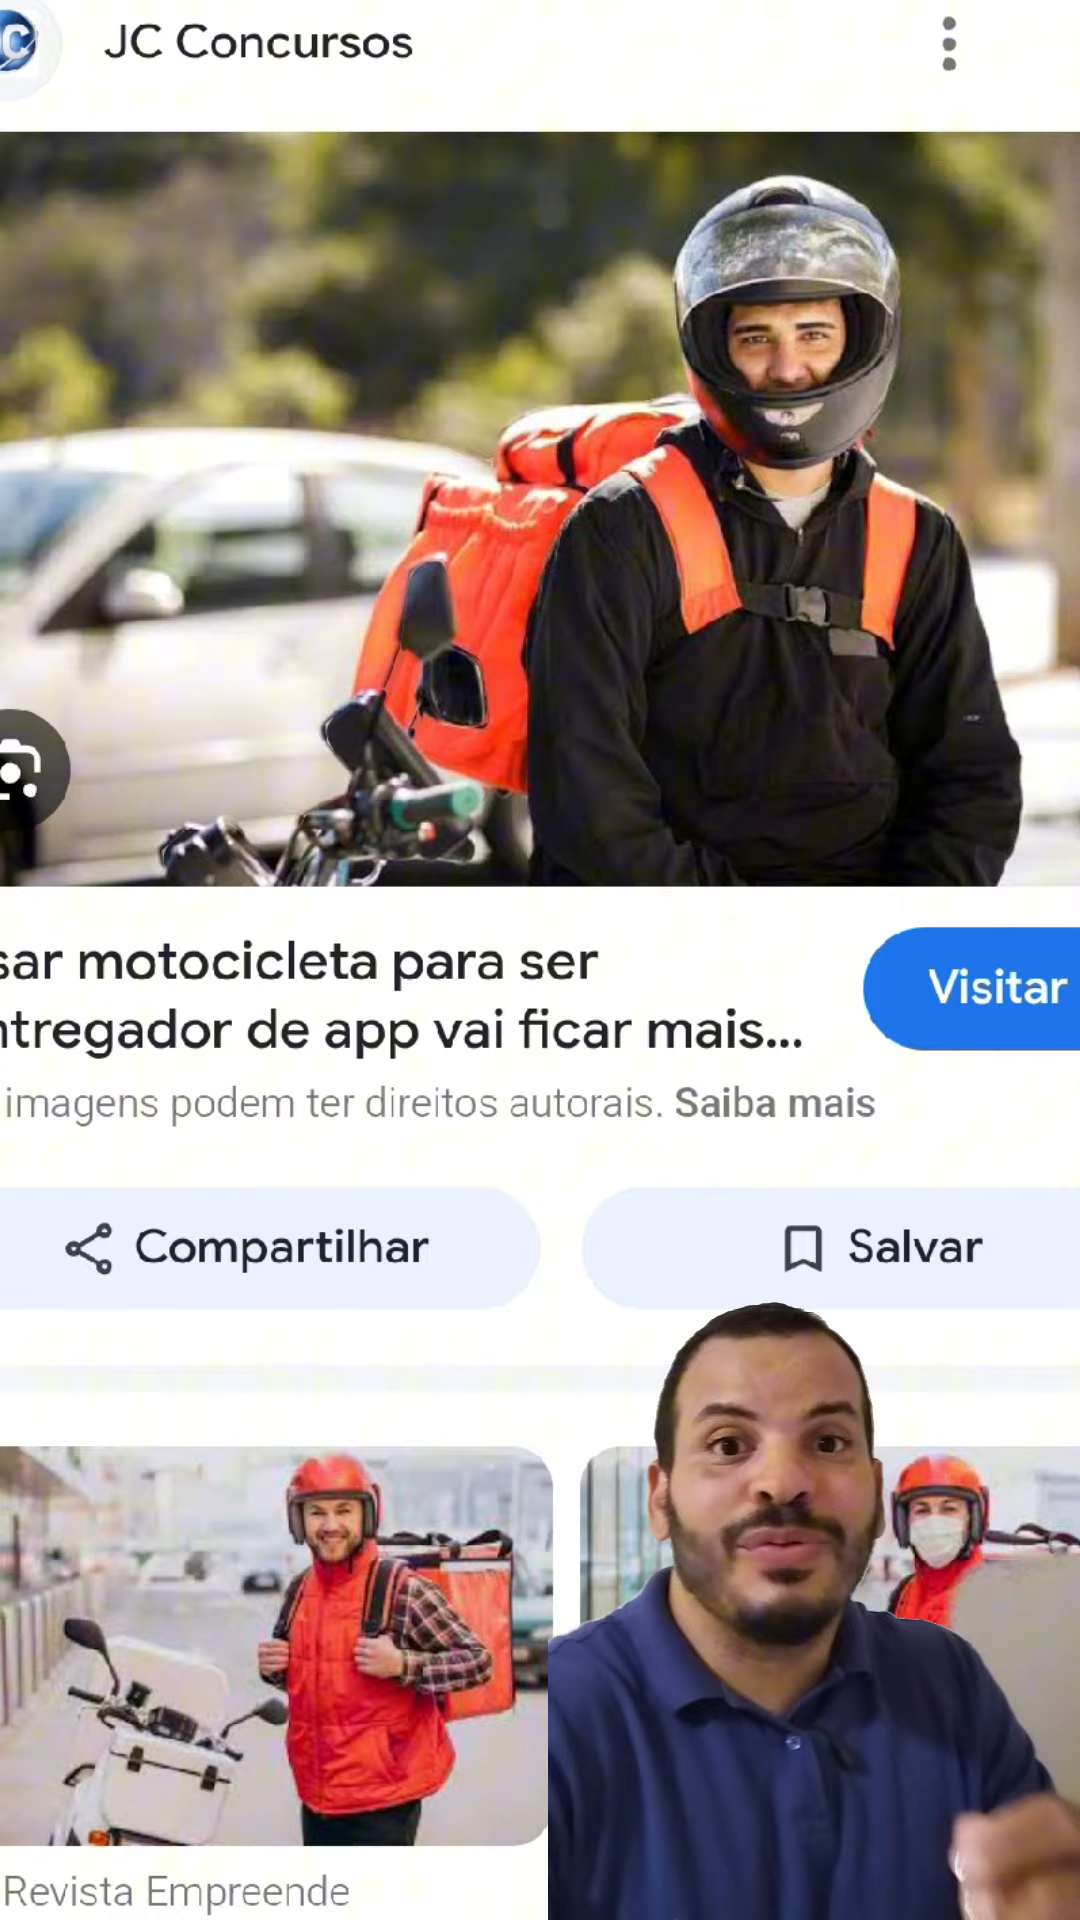 JC Concursos
sar motocicleta para ser
ntregador de app vai ficar mais...
Visitar
imagens podem ter direitos autorais. Saiba mais
Compartilhar
Salvar
Revista Empreende